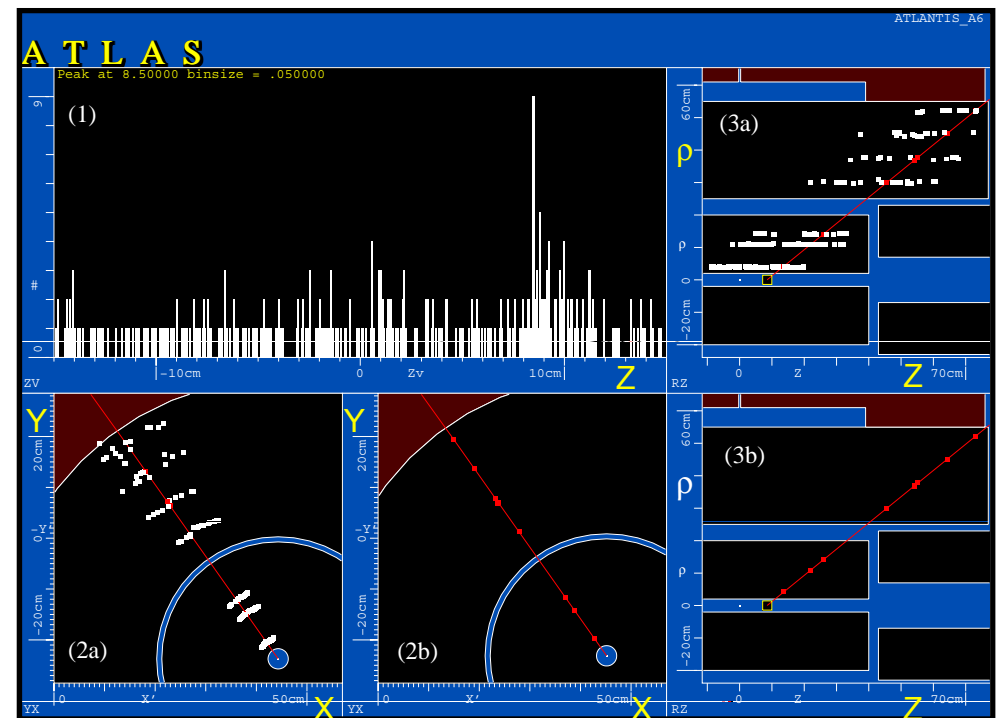 ATLANTIS_A6
ATLAS
Peak at 8.50000 binsize = .050000
(1)
9
#
0
-10cm
0
Zv
10cm
Z
ZV
(3a)
60cm
ρ
ρ
0
-20cm
0
Z
70cm
Z
RZ
Y
20cm
-Y'
0
-20cm
(2a)
0
X'
50cm
X
YX
Y
20cm
-Y'
0
-20cm
(2b)
0
X'
50cm
X
YX
(3b)
60cm
ρ
ρ
0
-20cm
0
Z
70cm
Z
RZ